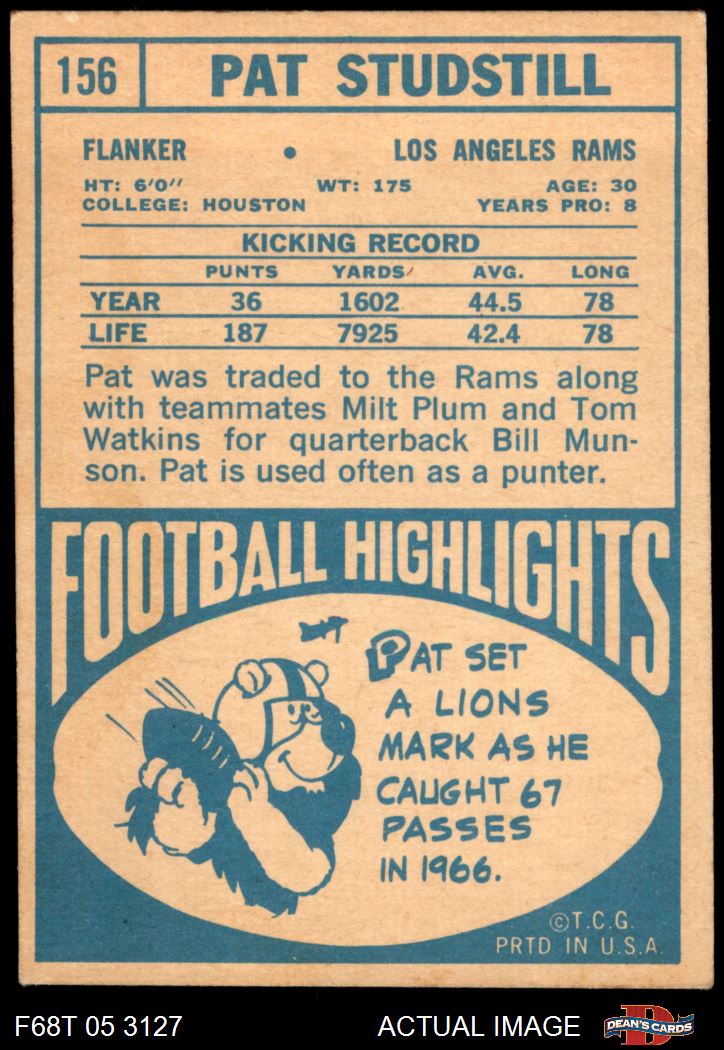 156 PAT STUDSTILL
FLANKER • LOS ANGELES RAMS
HT: 6'0" WT: 175 AGE: 30
COLLEGE: HOUSTON YEARS PRO: 8
KICKING RECORD
PUNTS YARDS AVG. LONG
YEAR 36 1602 44.5 78
LIFE 187 7925 42.4 78
Pat was traded to the Rams along
with teammates Milt Plum and Tom
Watkins for quarterback Bill Mun-
son. Pat is used often as a punter.
FOOTBALL HIGHLIGHTS
PAT SET
A LIONS
MARK AS HE
CAUGHT 67
PASSES
IN 1966.
©T.C.G.
PRTD IN U.S.A.
F68T 05 3127 ACTUAL IMAGE DEAN'S CARDS